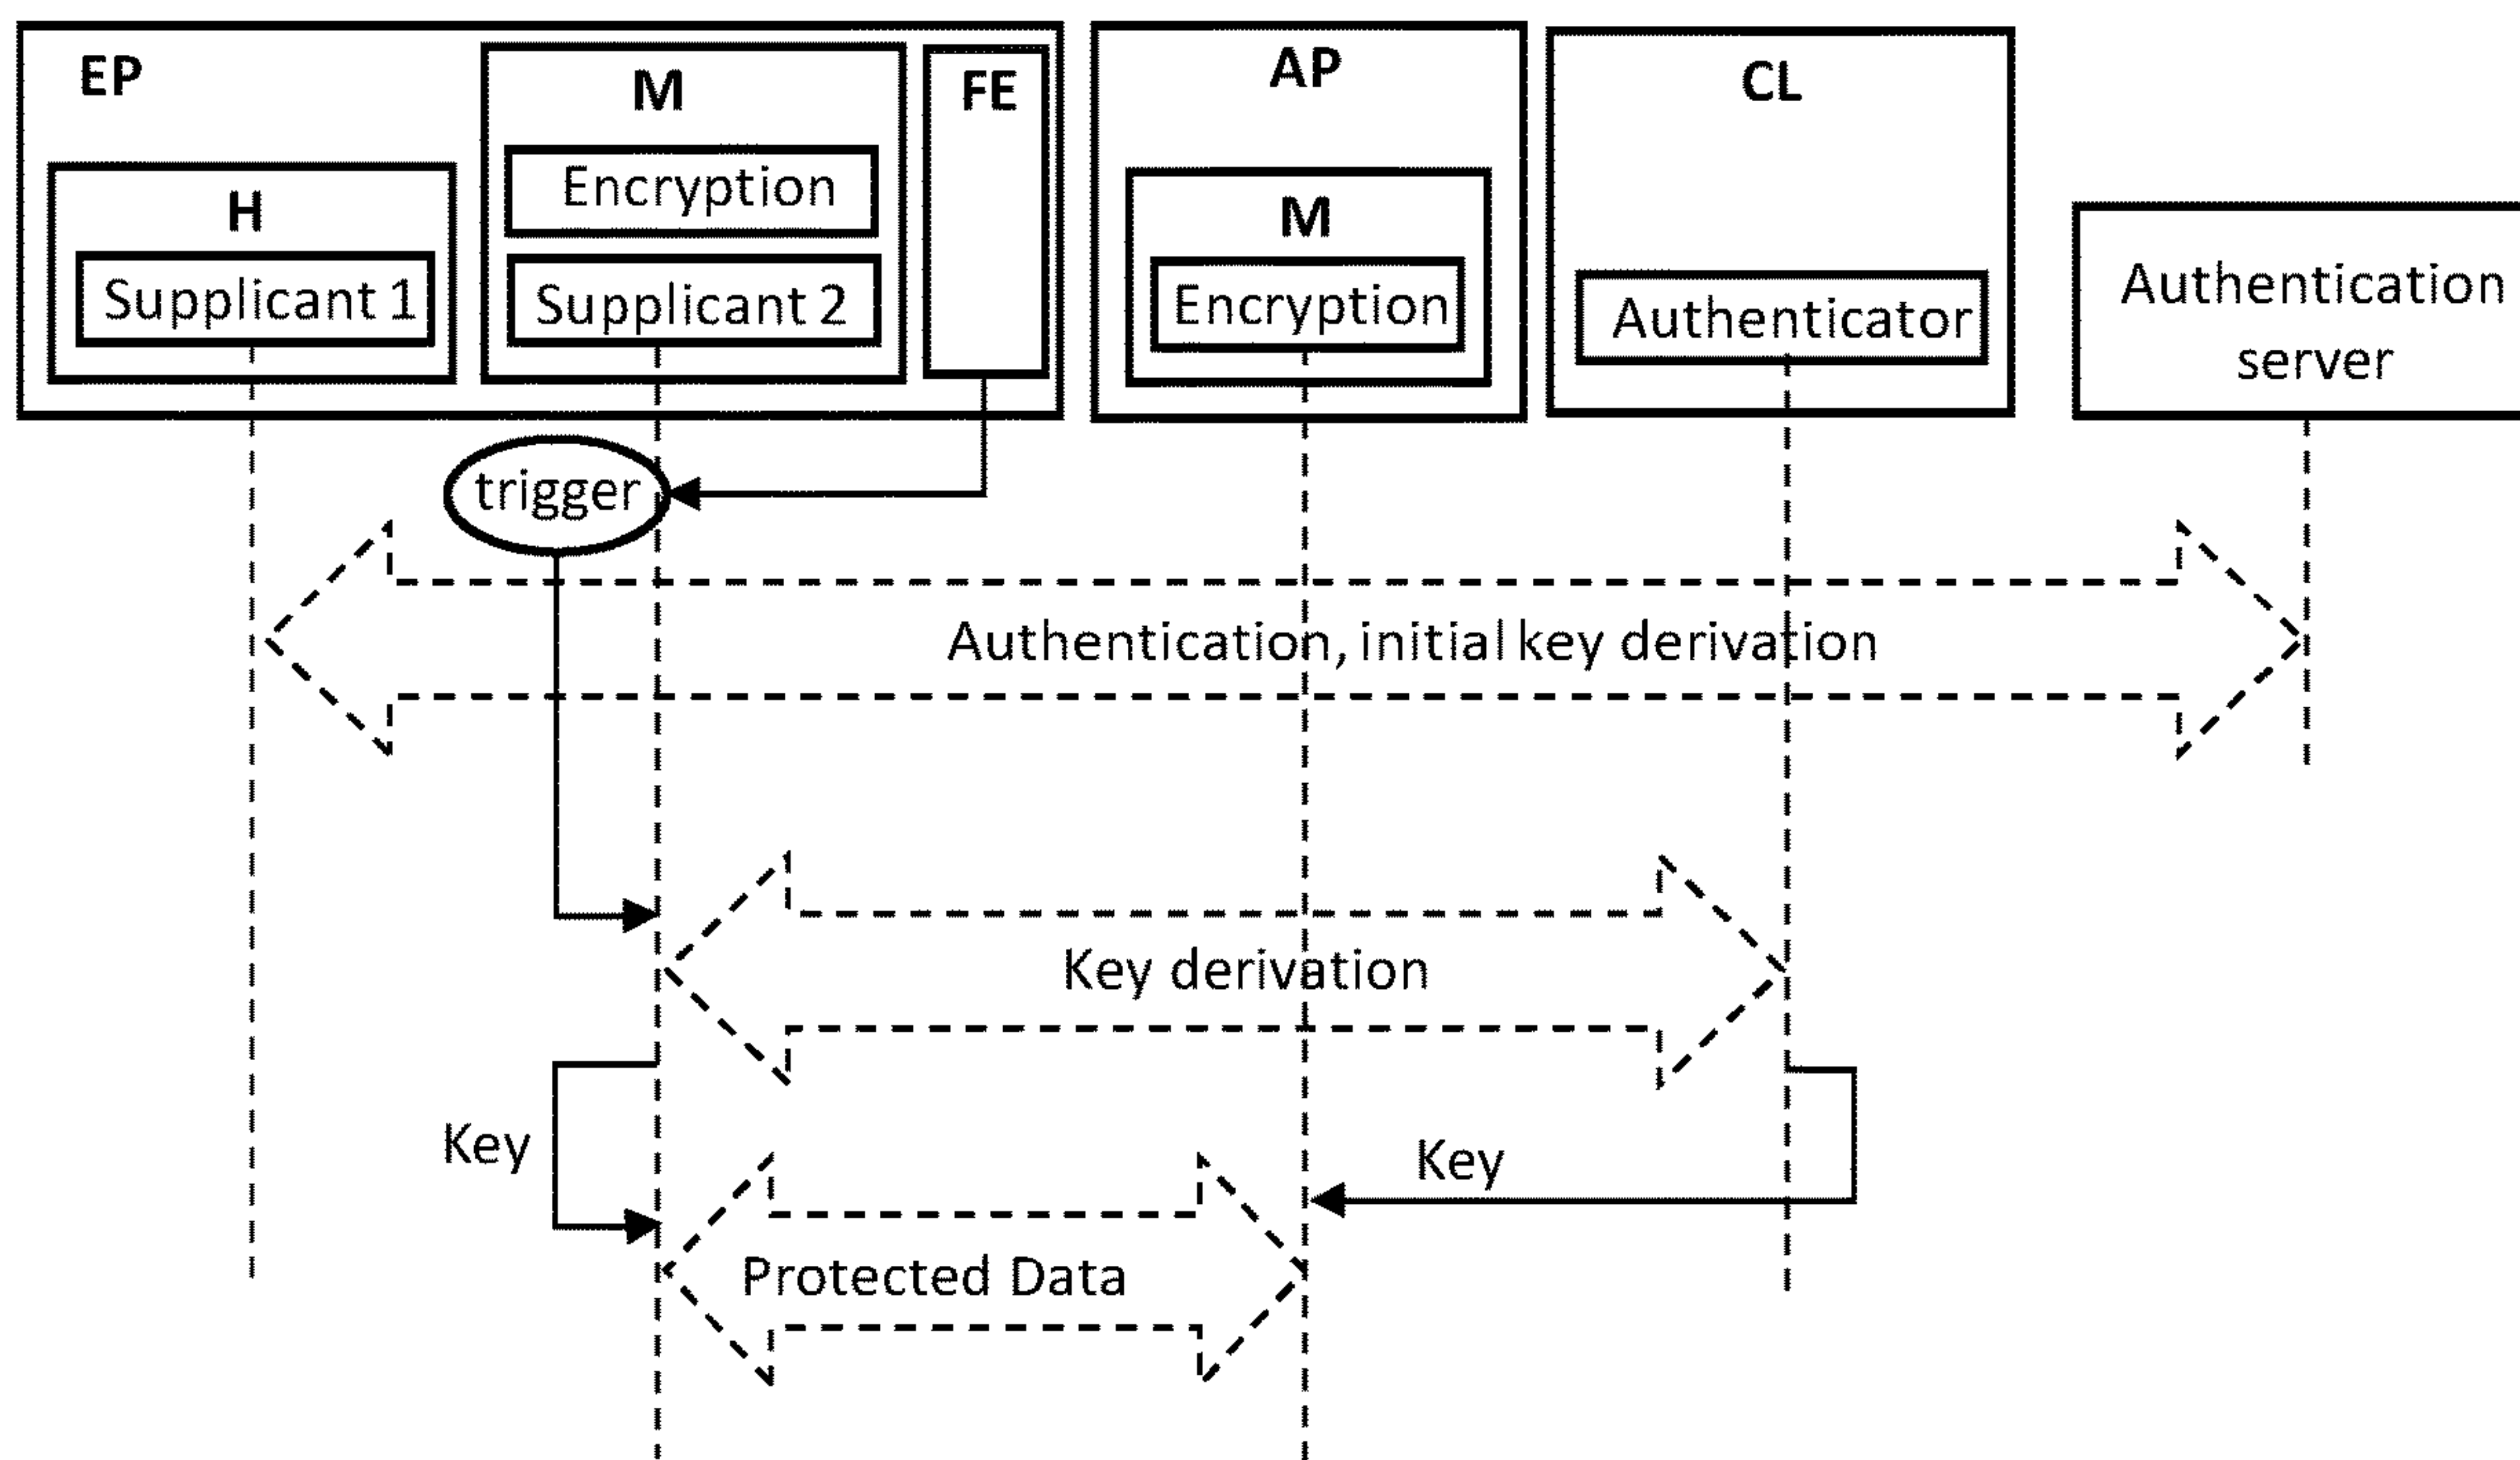 EP
M
FE
AP
CL
Encryption
H
M
Supplicant 1
Supplicant 2
Encryption
Authenticator
Authentication
server
trigger
Authentication, initial key derivation
Key derivation
Key
Key
Protected Data